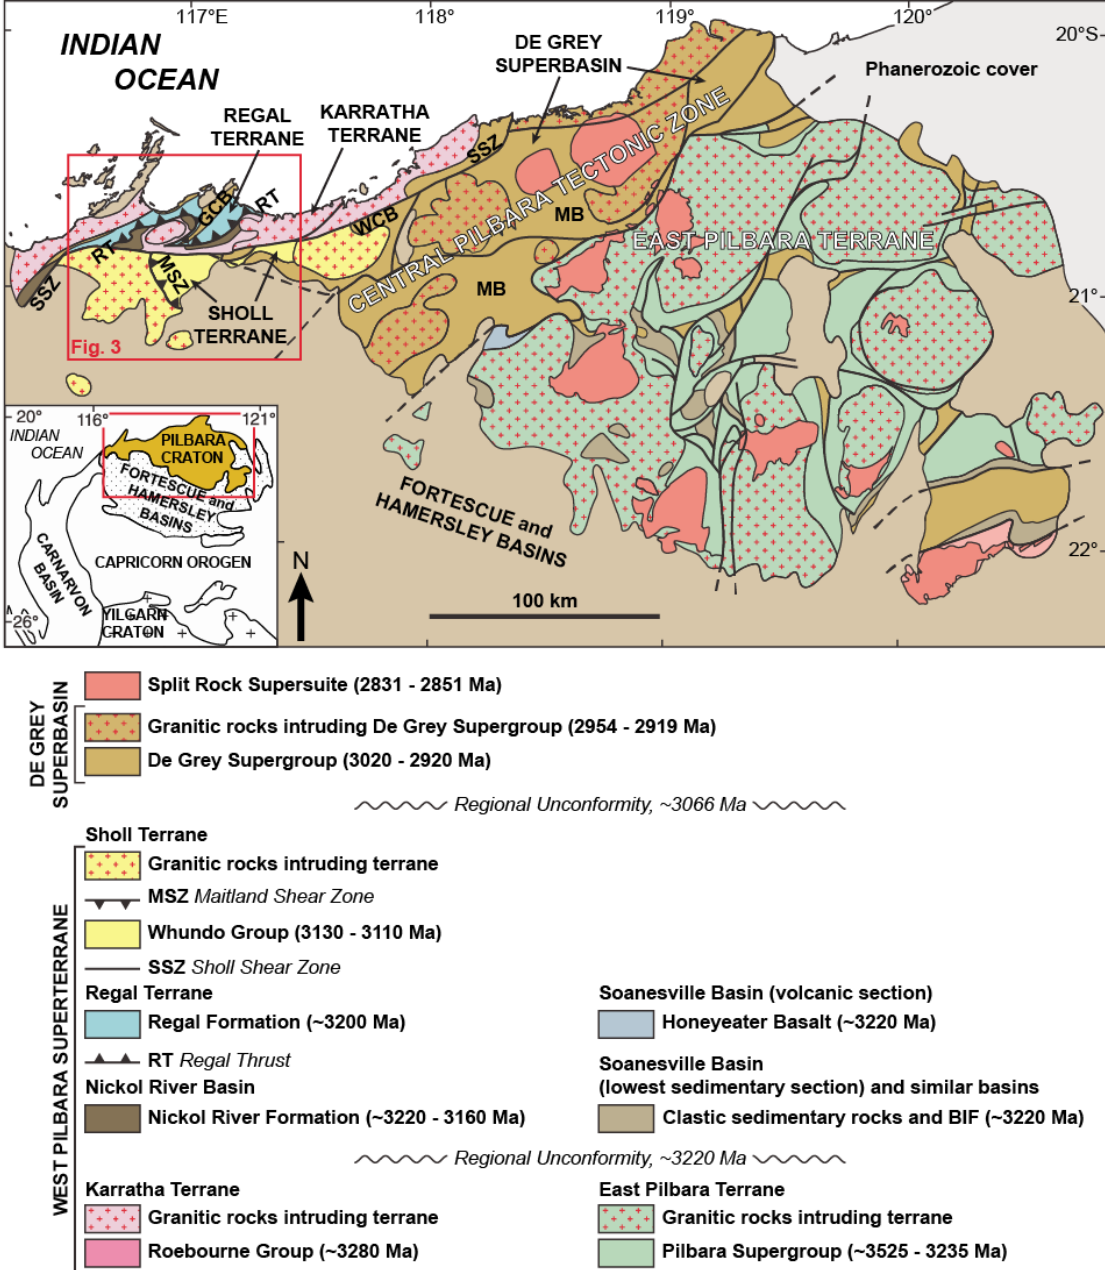 117°E
118°
119°
120°
20°S
INDIAN
OCEAN
DE GREY
SUPERBASIN
Phanerozoic cover
REGAL
TERRANE
KARRATHA
TERRANE
SSZ
CENTRAL PILBARA TECTONIC ZONE
GCB
RT
WCB
MB
EAST PILBARA TERRANE
RT
MSZ
SSZ
MB
21°
SHOLL
TERRANE
Fig. 3
20°
116°
121°
INDIAN
OCEAN
PILBARA
CRATON
FORTESCUE and
HAMERSLEY
BASINS
CARNARVON
BASIN
CAPRICORN OROGEN
YILGARN
CRATON
26°
FORTESCUE and
HAMERSLEY BASINS
22°
N
100 km
DE GREY
SUPERBASIN
Split Rock Supersuite (2831 - 2851 Ma)
Granitic rocks intruding De Grey Supergroup (2954 - 2919 Ma)
De Grey Supergroup (3020 - 2920 Ma)
Regional Unconformity, ~3066 Ma
WEST PILBARA SUPERTERRANE
Sholl Terrane
Granitic rocks intruding terrane
MSZ Maitland Shear Zone
Whundo Group (3130 - 3110 Ma)
SSZ Sholl Shear Zone
Regal Terrane
Regal Formation (~3200 Ma)
RT Regal Thrust
Nickol River Basin
Nickol River Formation (~3220 - 3160 Ma)
Soanesville Basin (volcanic section)
Honeyeater Basalt (~3220 Ma)
Soanesville Basin
(lowest sedimentary section) and similar basins
Clastic sedimentary rocks and BIF (~3220 Ma)
Regional Unconformity, ~3220 Ma
Karratha Terrane
Granitic rocks intruding terrane
Roebourne Group (~3280 Ma)
East Pilbara Terrane
Granitic rocks intruding terrane
Pilbara Supergroup (~3525 - 3235 Ma)